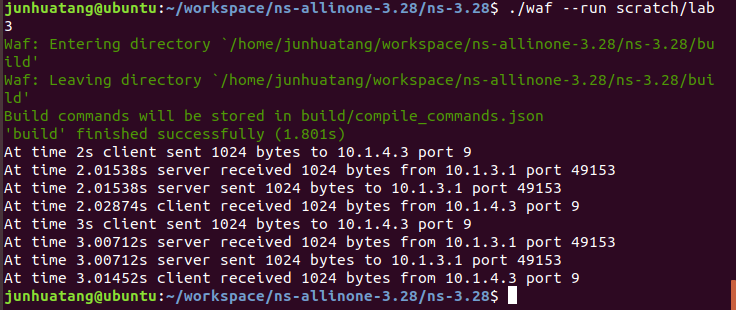 junhuatang@ubuntu:~/workspace/ns-allinone-3.28/ns-3.28$ ./waf --run scratch/lab
3
Waf: Entering directory `/home/junhuatang/workspace/ns-allinone-3.28/ns-3.28/bu
ild'
Waf: Leaving directory `/home/junhuatang/workspace/ns-allinone-3.28/ns-3.28/bui
ld'
Build commands will be stored in build/compile_commands.json
'build' finished successfully (1.801s)
At time 2s client sent 1024 bytes to 10.1.4.3 port 9
At time 2.01538s server received 1024 bytes from 10.1.3.1 port 49153
At time 2.01538s server sent 1024 bytes to 10.1.3.1 port 49153
At time 2.02874s client received 1024 bytes from 10.1.4.3 port 9
At time 3s client sent 1024 bytes to 10.1.4.3 port 9
At time 3.00712s server received 1024 bytes from 10.1.3.1 port 49153
At time 3.00712s server sent 1024 bytes to 10.1.3.1 port 49153
At time 3.01452s client received 1024 bytes from 10.1.4.3 port 9
junhuatang@ubuntu:~/workspace/ns-allinone-3.28/ns-3.28$